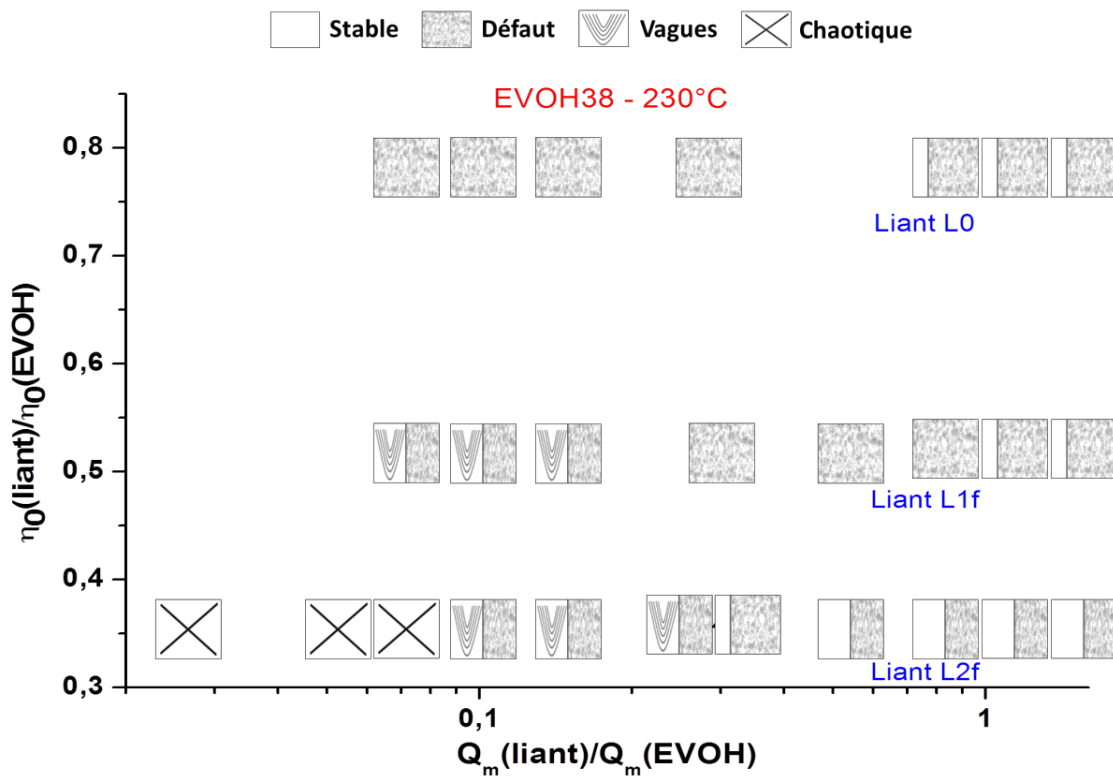 Stable Défaut Vagues Chaotique
EVOH38 - 230°C
0,8
Liant L0
0,7
0,6
0,5
Liant L1f
0,4
Liant L2f
0,3
η0(liant)/η0(EVOH)
0,1 1
Qm(liant)/Qm(EVOH)